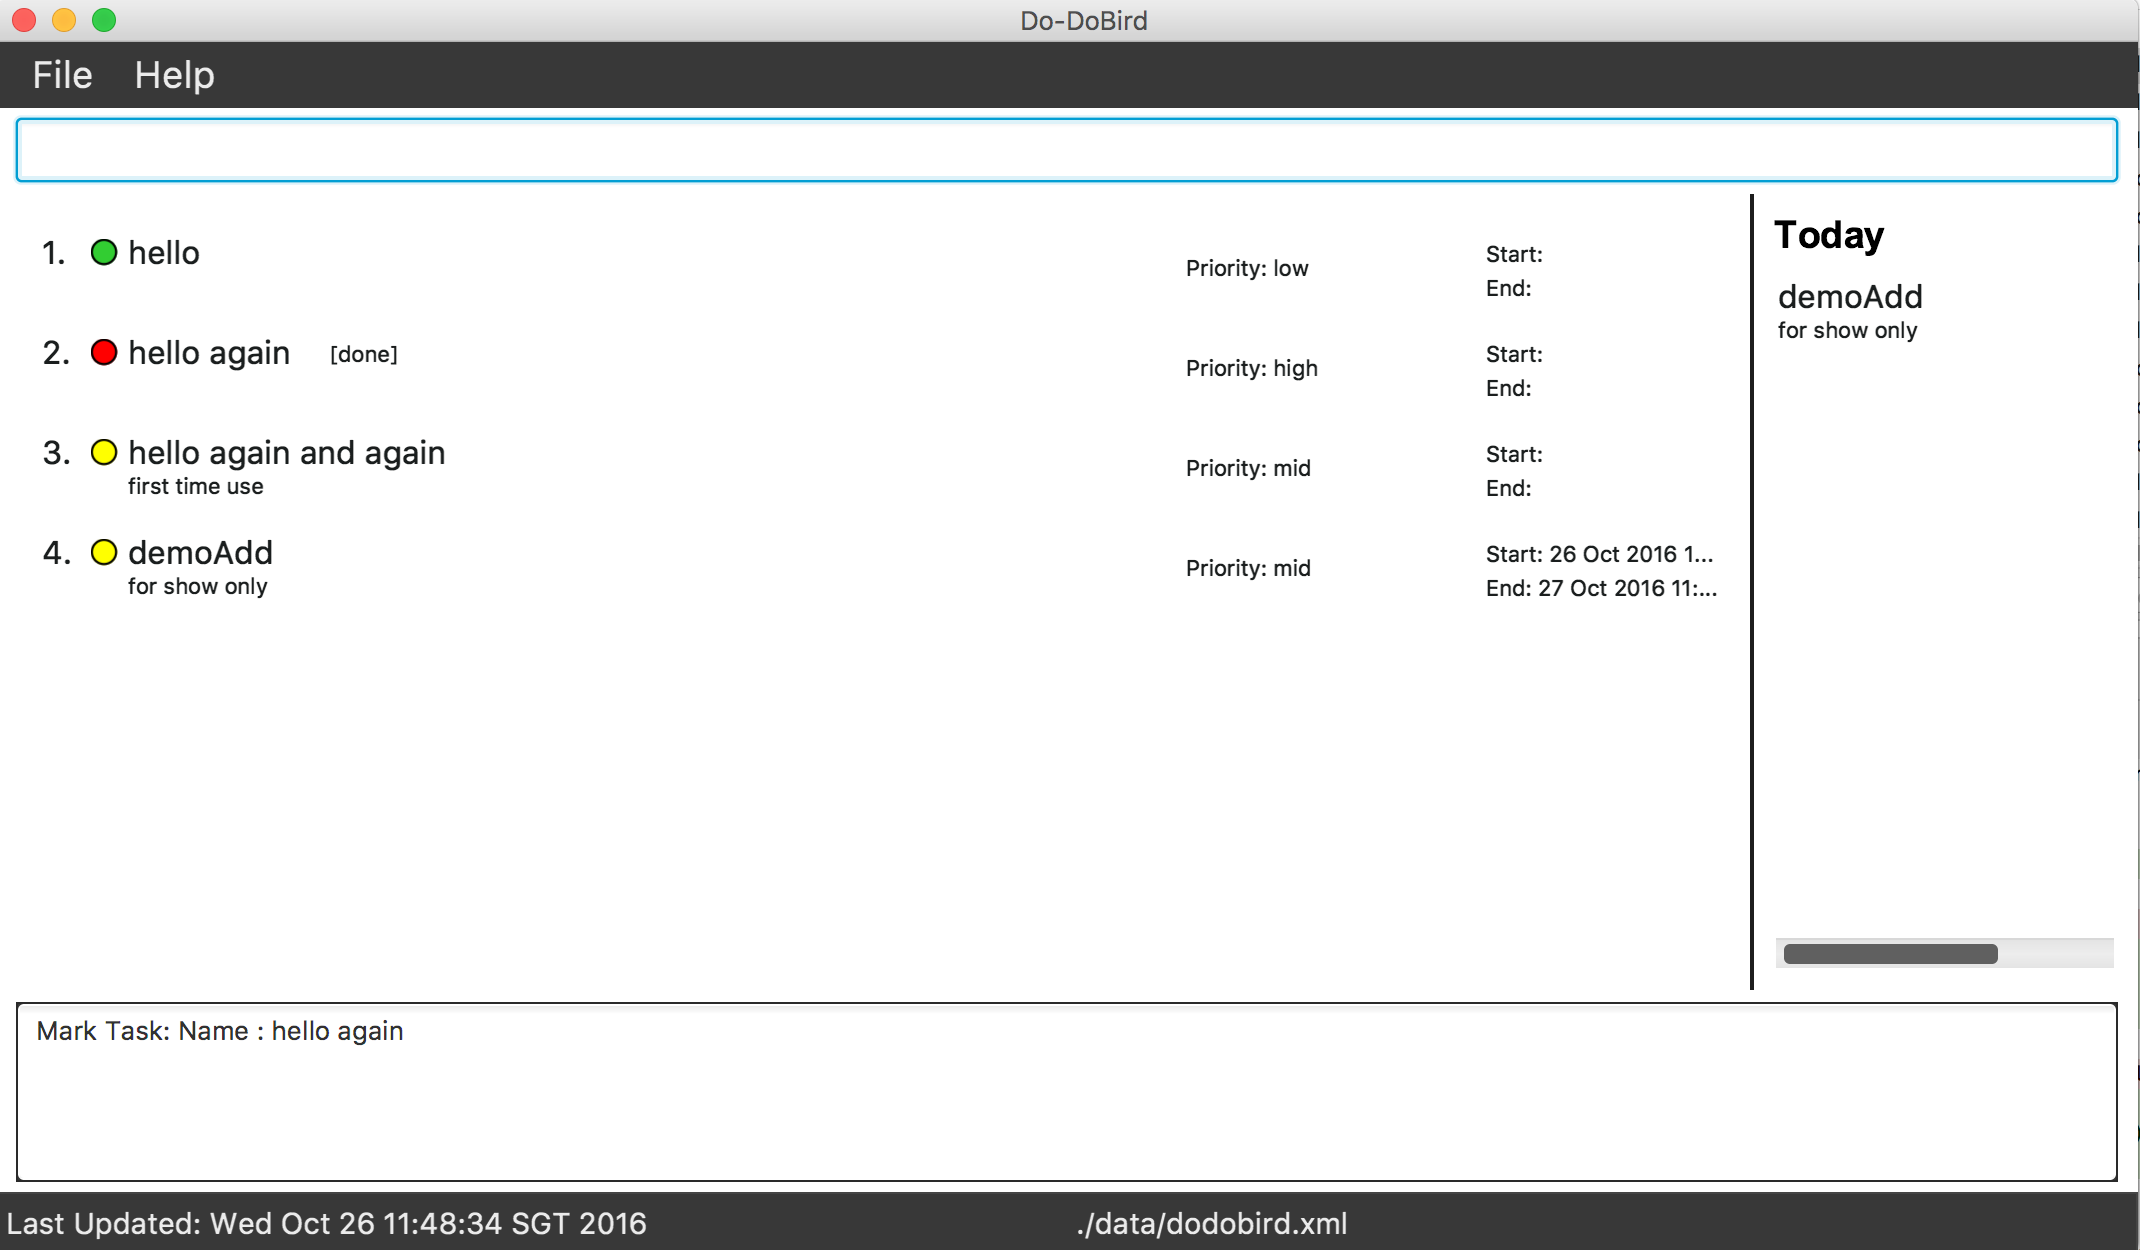 Do-DoBird
File Help
1. hello
Priority: low
Start:
End:
2. hello again [done]
Priority: high
Start:
End:
3. hello again and again
first time use
Priority: mid
Start:
End:
4. demoAdd
for show only
Priority: mid
Start: 26 Oct 2016 1...
End: 27 Oct 2016 11:...
Today
demoAdd
for show only
Mark Task: Name : hello again
Last Updated: Wed Oct 26 11:48:34 SGT 2016
./data/dodobird.xml